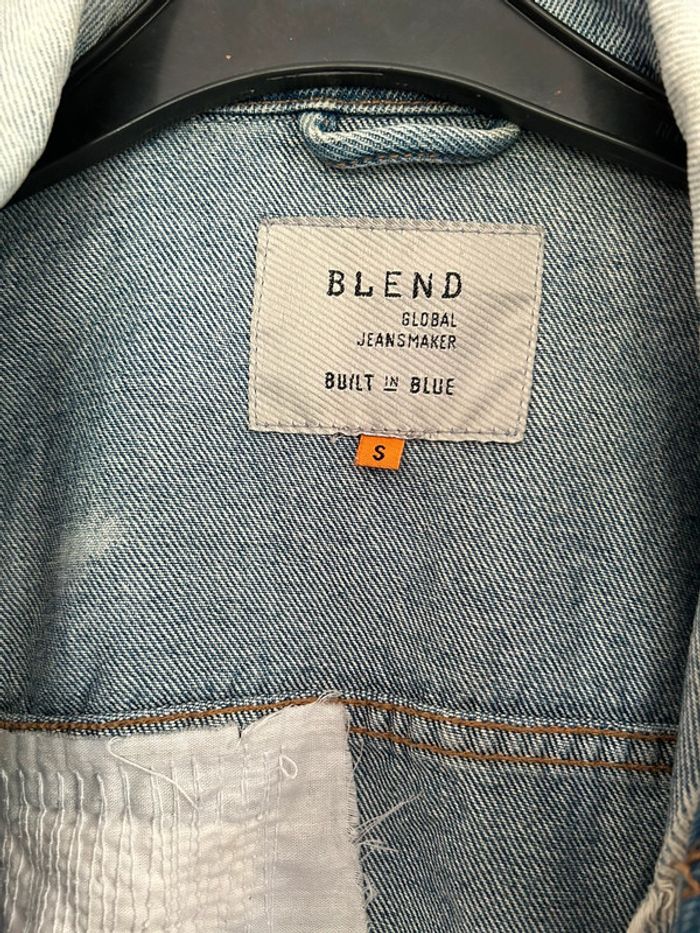 BLEND
GLOBAL
JEANSMAKER
BUILT IN BLUE
S